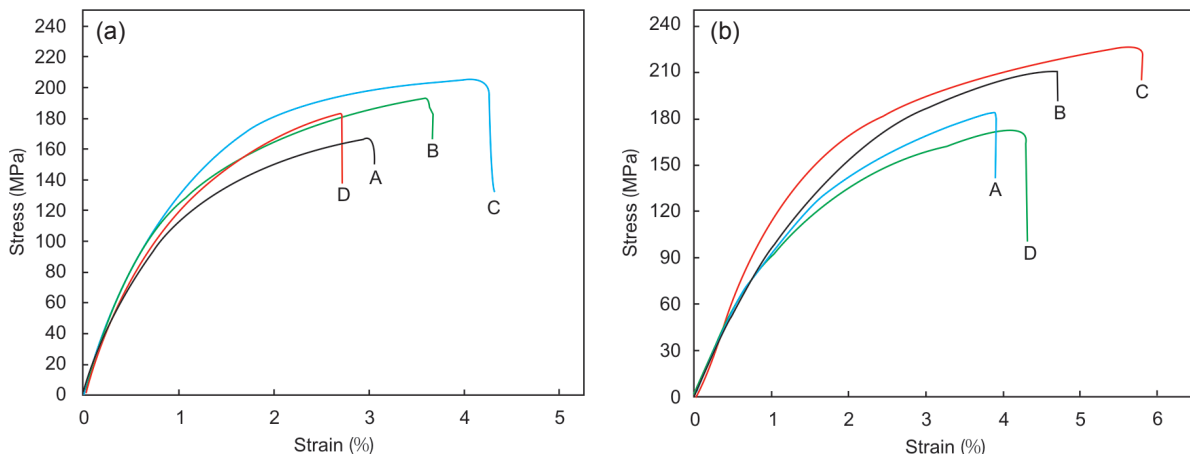 (a)
240
220
200
180
160
140
120
100
80
60
40
20
0
Stress (MPa)
0 1 2 3 4 5
Strain (%)
A
B
C
D
(b)
240
210
180
150
120
90
60
30
0
Stress (MPa)
0 1 2 3 4 5 6
Strain (%)
C
B
A
D